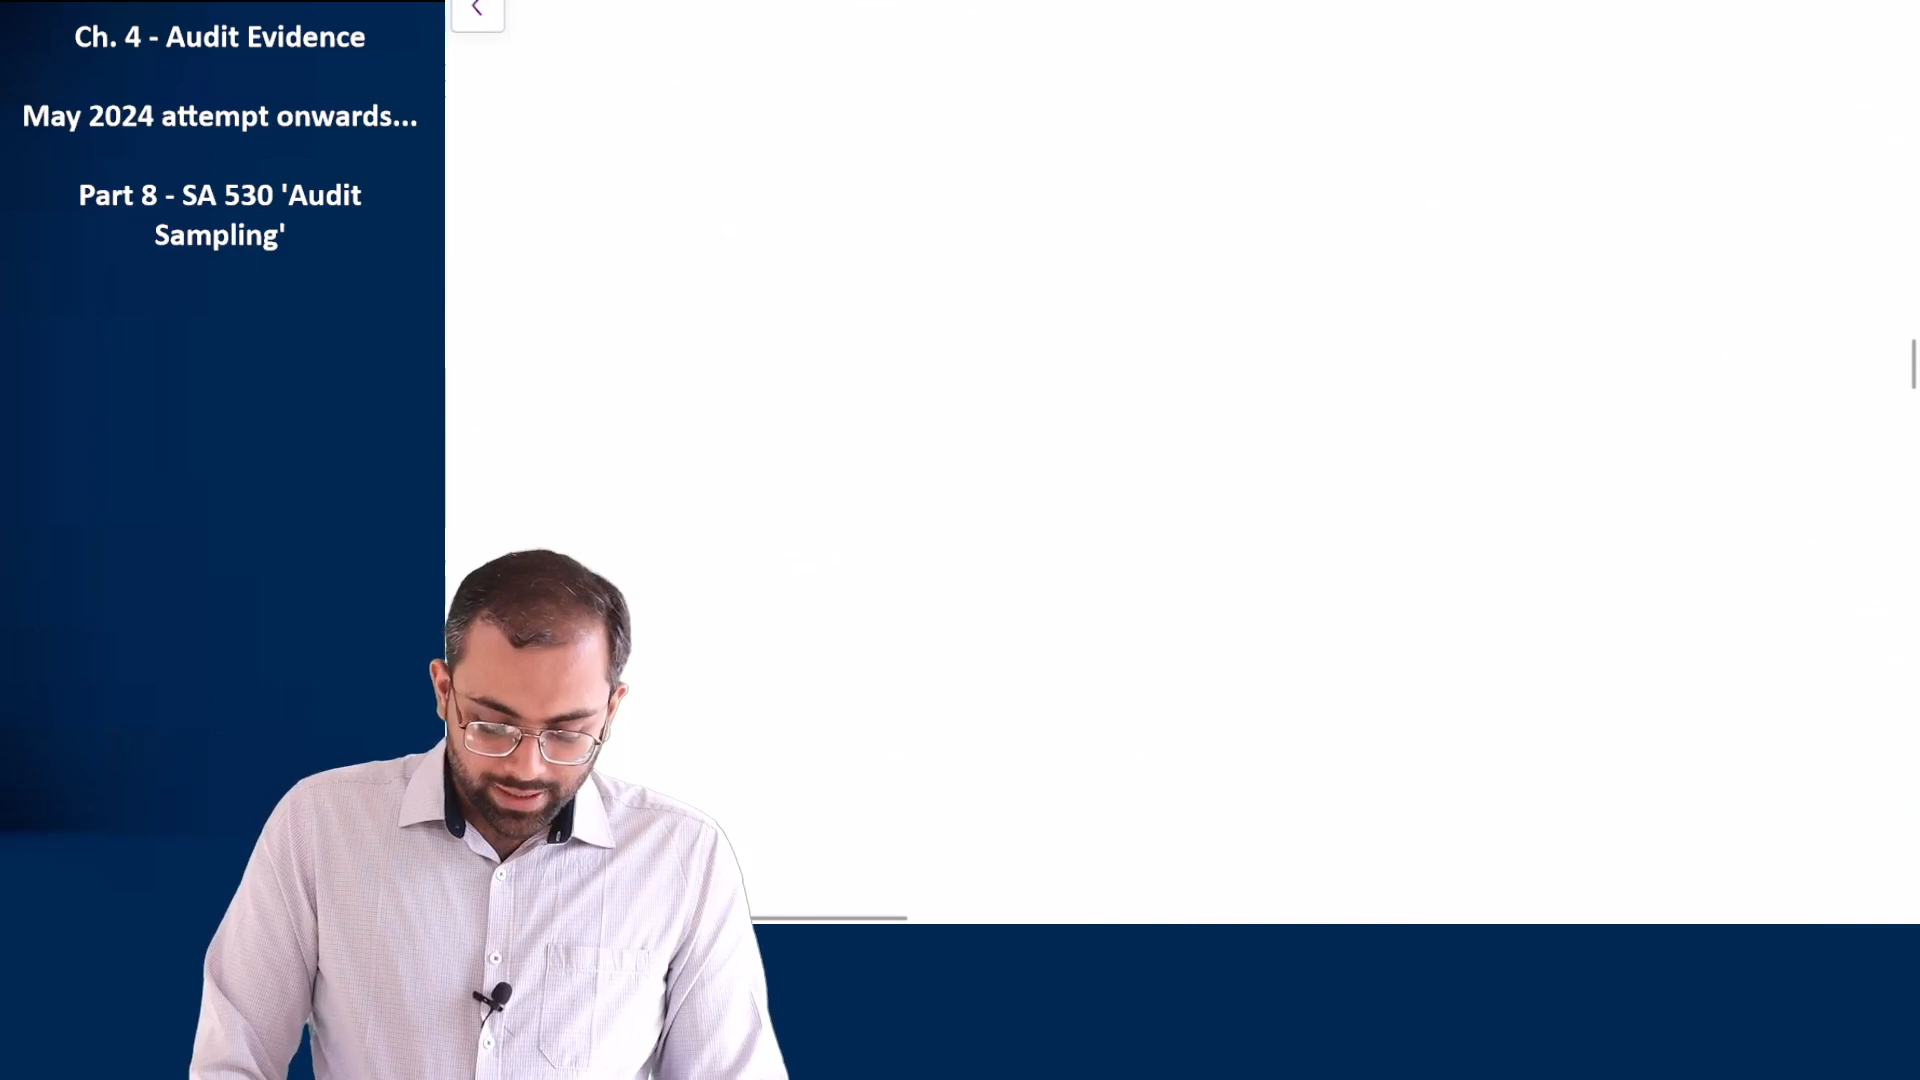 Ch. 4 - Audit Evidence
May 2024 attempt onwards...
Part 8 - SA 530 'Audit
Sampling'